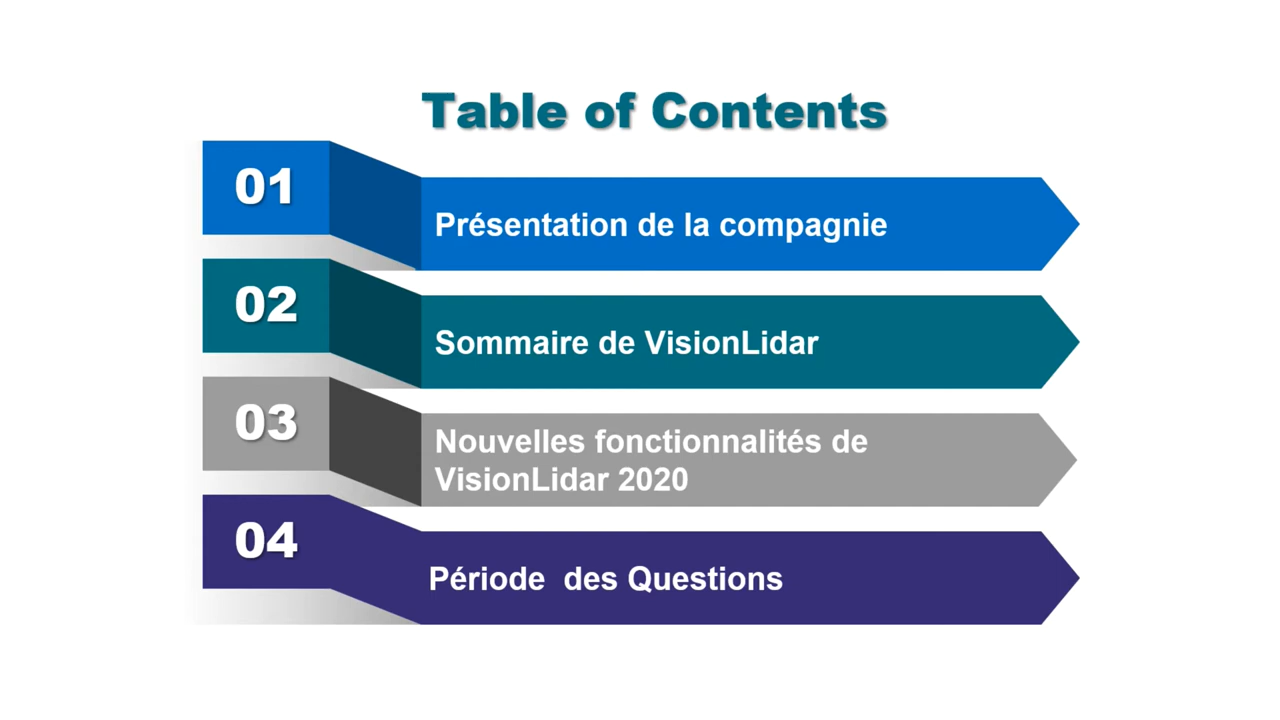 Table of Contents
01
Présentation de la compagnie
02
Sommaire de VisionLidar
03
Nouvelles fonctionnalités de
VisionLidar 2020
04
Période  des Questions